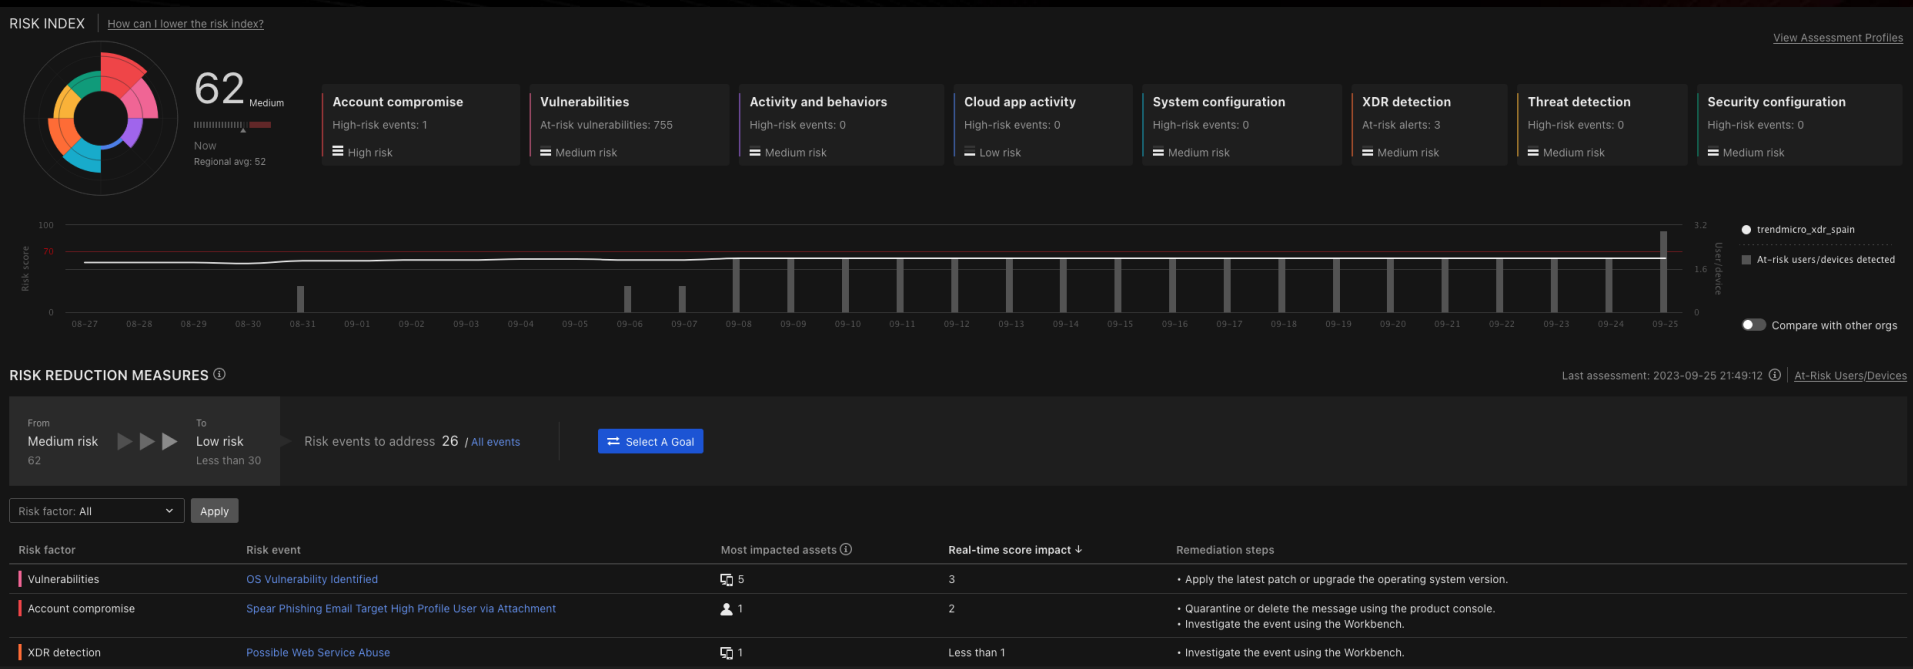 RISK INDEX
How can I lower the risk index?
View Assessment Profiles
62 Medium
Now
Regional avg: 52
Account compromise
High-risk events: 1
High risk
Vulnerabilities
At-risk vulnerabilities: 755
Medium risk
Activity and behaviors
High-risk events: 0
Medium risk
Cloud app activity
High-risk events: 0
Low risk
System configuration
High-risk events: 0
Medium risk
XDR detection
At-risk alerts: 3
Medium risk
Threat detection
High-risk events: 0
Medium risk
Security configuration
High-risk events: 0
Medium risk
Risk score
100
70
0
08-27 08-28 08-29 08-30 08-31 09-01 09-02 09-03 09-04 09-05 09-06 09-07 09-08 09-09 09-10 09-11 09-12 09-13 09-14 09-15 09-16 09-17 09-18 09-19 09-20 09-21 09-22 09-23 09-24 09-25
3.2
1.6
0
User/device
trendmicro_xdr_spain
At-risk users/devices detected
Compare with other orgs
RISK REDUCTION MEASURES
Last assessment: 2023-09-25 21:49:12 At-Risk Users/Devices
From
Medium risk
62
To
Low risk
Less than 30
Risk events to address 26 / All events
Select A Goal
Risk factor: All
Apply
Risk factor Risk event Most impacted assets Real-time score impact ↓ Remediation steps
Vulnerabilities OS Vulnerability Identified 5 3 • Apply the latest patch or upgrade the operating system version.
Account compromise Spear Phishing Email Target High Profile User via Attachment 1 2 • Quarantine or delete the message using the product console.
• Investigate the event using the Workbench.
XDR detection Possible Web Service Abuse 1 Less than 1 • Investigate the event using the Workbench.